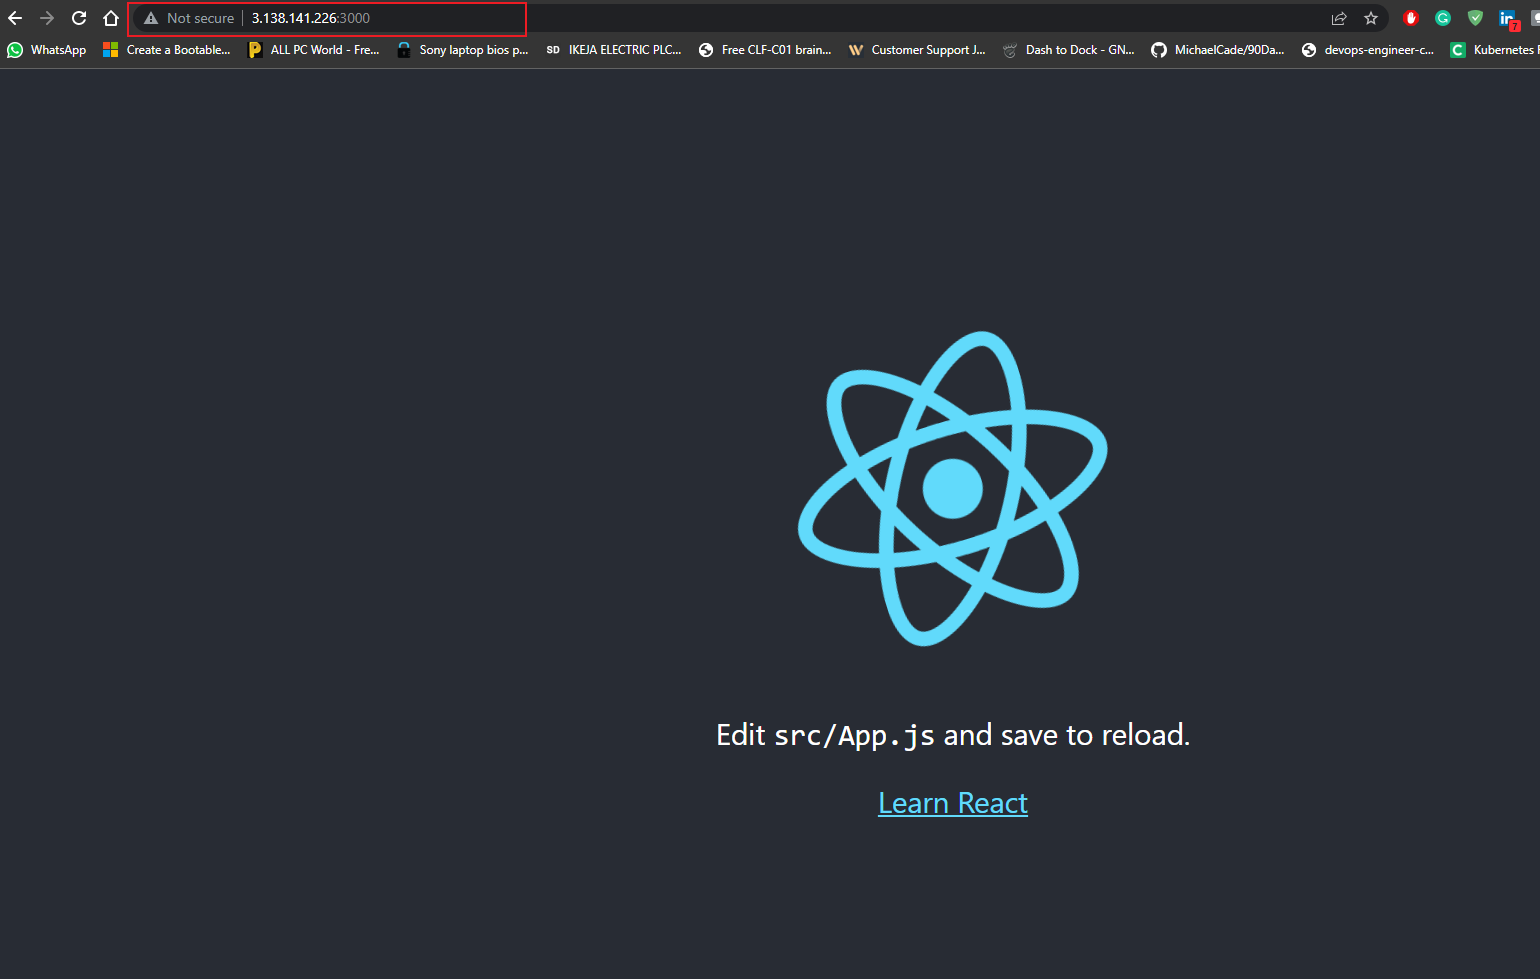 Not secure | 3.138.141.226:3000
WhatsApp Create a Bootable... ALL PC World - Fre... Sony laptop bios p... SD IKEJA ELECTRIC PLC... Free CLF-C01 brain... Customer Support J... Dash to Dock - GN... MichaelCade/90Da... devops-engineer-c... Kubernetes
7
Edit src/App.js and save to reload.
Learn React